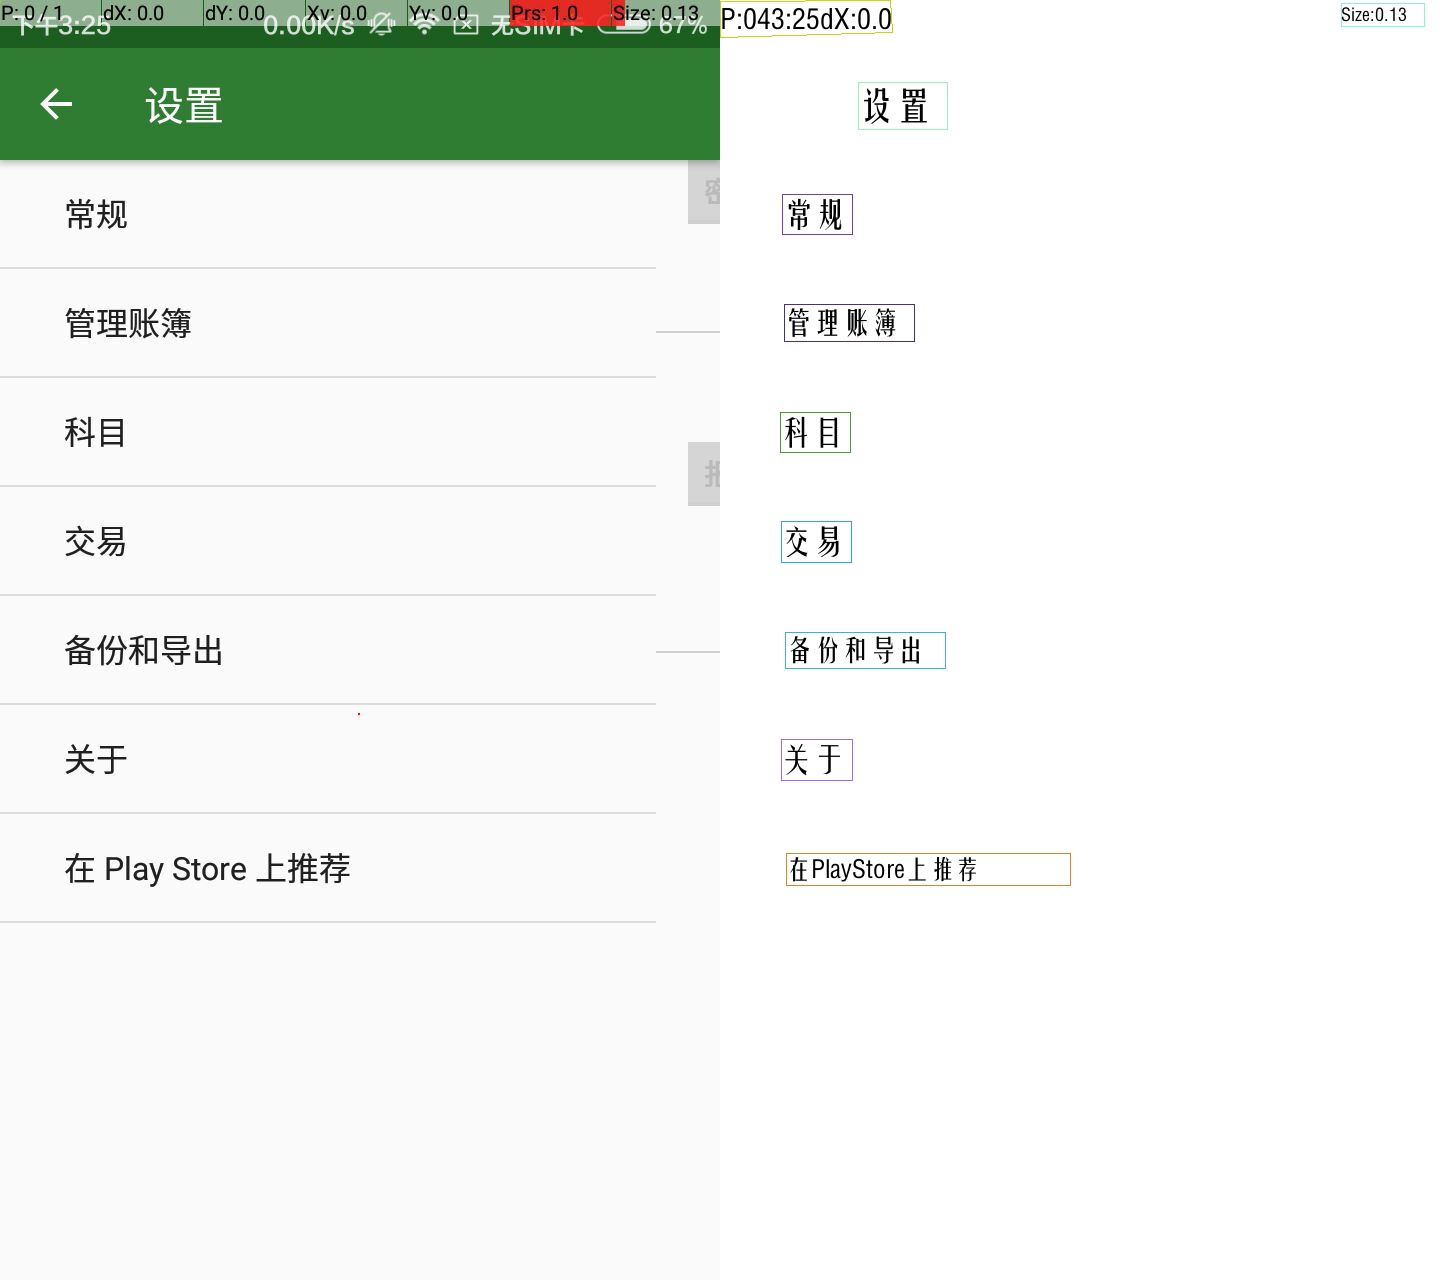 P: 0 / 1 dX: 0.0 dY: 0.0 Xv: 0.0 Yv: 0.0 Prs: 1.0 Size: 0.13
下午3:25 0.00K/s 无SIM卡 67%
设置
常规
管理账簿
科目
交易
备份和导出
关于
在 Play Store 上推荐
P:043:25dX:0.0
Size:0.13
设置
常规
管理账簿
科目
交易
备份和导出
关于
在PlayStore上推荐